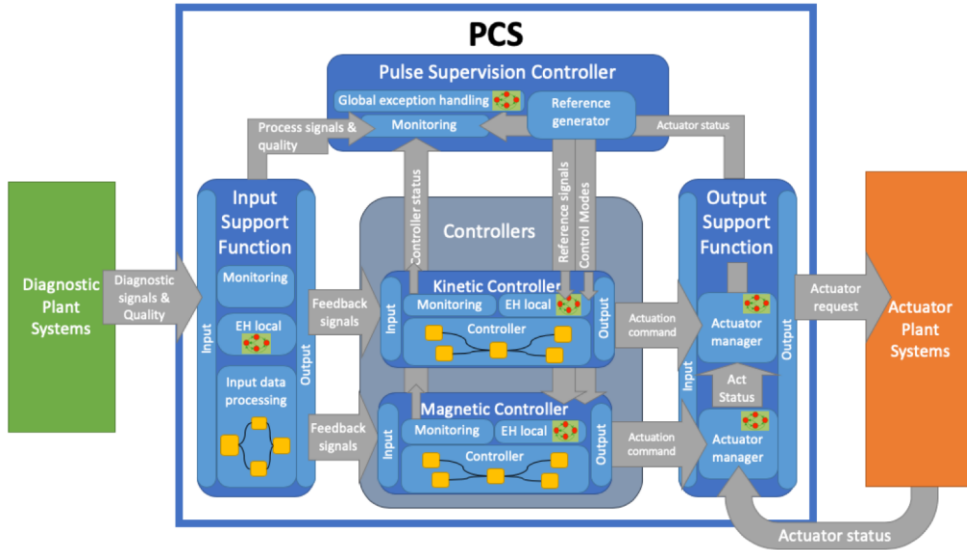 PCS
Pulse Supervision Controller
Global exception handling
Monitoring
Reference
generator
Process signals &
quality
Actuator status
Input
Support
Function
Monitoring
EH local
Input data
processing
Input
Output
Diagnostic
Plant
Systems
Diagnostic
signals &
Quality
Feedback
signals
Feedback
signals
Controller status
Reference signals
Control Modes
Controllers
Kinetic Controller
Input
Monitoring
EH local
Controller
Output
Magnetic Controller
Input
Monitoring
EH local
Controller
Output
Actuation
command
Actuation
command
Output
Support
Function
Input
Actuator
manager
Act
Status
Actuator
manager
Output
Actuator
request
Actuator
Plant
Systems
Actuator status